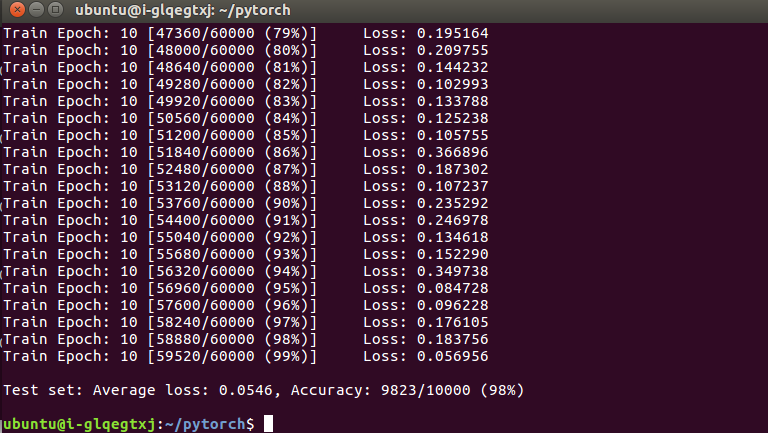 ubuntu@i-glqegtxj: ~/pytorch
Train Epoch: 10 [47360/60000 (79%)]     Loss: 0.195164
Train Epoch: 10 [48000/60000 (80%)]     Loss: 0.209755
Train Epoch: 10 [48640/60000 (81%)]     Loss: 0.144232
Train Epoch: 10 [49280/60000 (82%)]     Loss: 0.102993
Train Epoch: 10 [49920/60000 (83%)]     Loss: 0.133788
Train Epoch: 10 [50560/60000 (84%)]     Loss: 0.125238
Train Epoch: 10 [51200/60000 (85%)]     Loss: 0.105755
Train Epoch: 10 [51840/60000 (86%)]     Loss: 0.366896
Train Epoch: 10 [52480/60000 (87%)]     Loss: 0.187302
Train Epoch: 10 [53120/60000 (88%)]     Loss: 0.107237
Train Epoch: 10 [53760/60000 (90%)]     Loss: 0.235292
Train Epoch: 10 [54400/60000 (91%)]     Loss: 0.246978
Train Epoch: 10 [55040/60000 (92%)]     Loss: 0.134618
Train Epoch: 10 [55680/60000 (93%)]     Loss: 0.152290
Train Epoch: 10 [56320/60000 (94%)]     Loss: 0.349738
Train Epoch: 10 [56960/60000 (95%)]     Loss: 0.084728
Train Epoch: 10 [57600/60000 (96%)]     Loss: 0.096228
Train Epoch: 10 [58240/60000 (97%)]     Loss: 0.176105
Train Epoch: 10 [58880/60000 (98%)]     Loss: 0.183756
Train Epoch: 10 [59520/60000 (99%)]     Loss: 0.056956
Test set: Average loss: 0.0546, Accuracy: 9823/10000 (98%)
ubuntu@i-glqegtxj:~/pytorch$